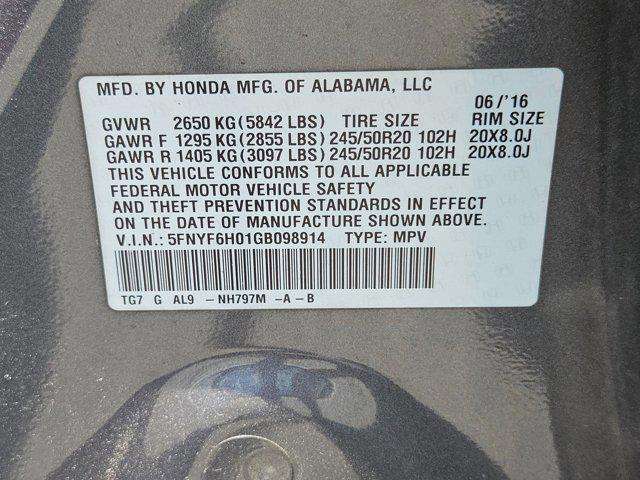 MFD. BY HONDA MFG. OF ALABAMA, LLC
06/'16
GVWR 2650 KG(5842 LBS) TIRE SIZE RIM SIZE
GAWR F 1295 KG(2855 LBS)245/50R20 102H 20X8.0J
GAWR R 1405 KG(3097 LBS)245/50R20 102H 20X8.0J
THIS VEHICLE CONFORMS TO ALL APPLICABLE
FEDERAL MOTOR VEHICLE SAFETY
AND THEFT PREVENTION STANDARDS IN EFFECT
ON THE DATE OF MANUFACTURE SHOWN ABOVE.
V.I.N.: 5FNYF6H01GB098914 TYPE: MPV
TG7 G AL9 -NH797M -A-B